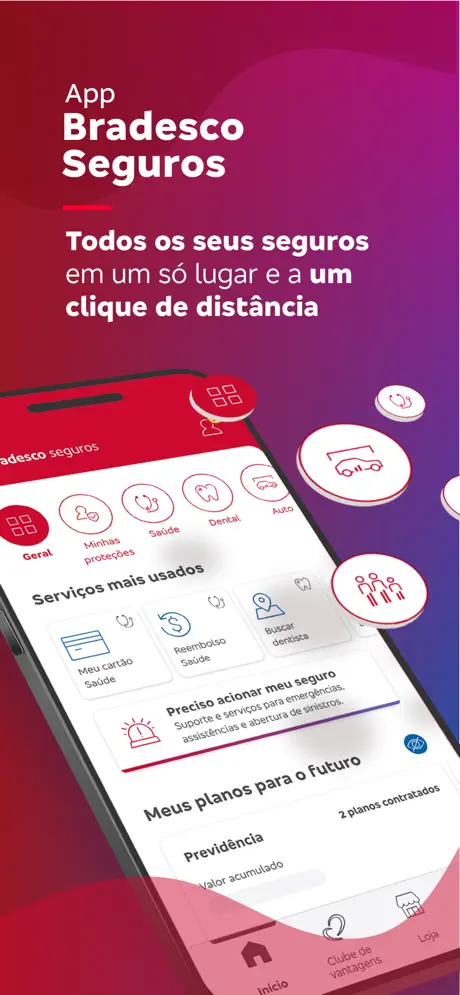 App
Bradesco
Seguros
Todos os seus seguros
em um só lugar e a um
clique de distância
adesco seguros
Geral
Minhas
proteções
Saúde
Dental
Auto
Serviços mais usados
Meu cartão
Saúde
Reembolso
Saúde
Buscar
dentista
Preciso acionar meu seguro
Suporte e serviços para emergências,
assistências e abertura de sinistros.
Meus planos para o futuro
Previdência
2 planos contratados
Valor acumulado
Início
Clube de
vantagens
Loja